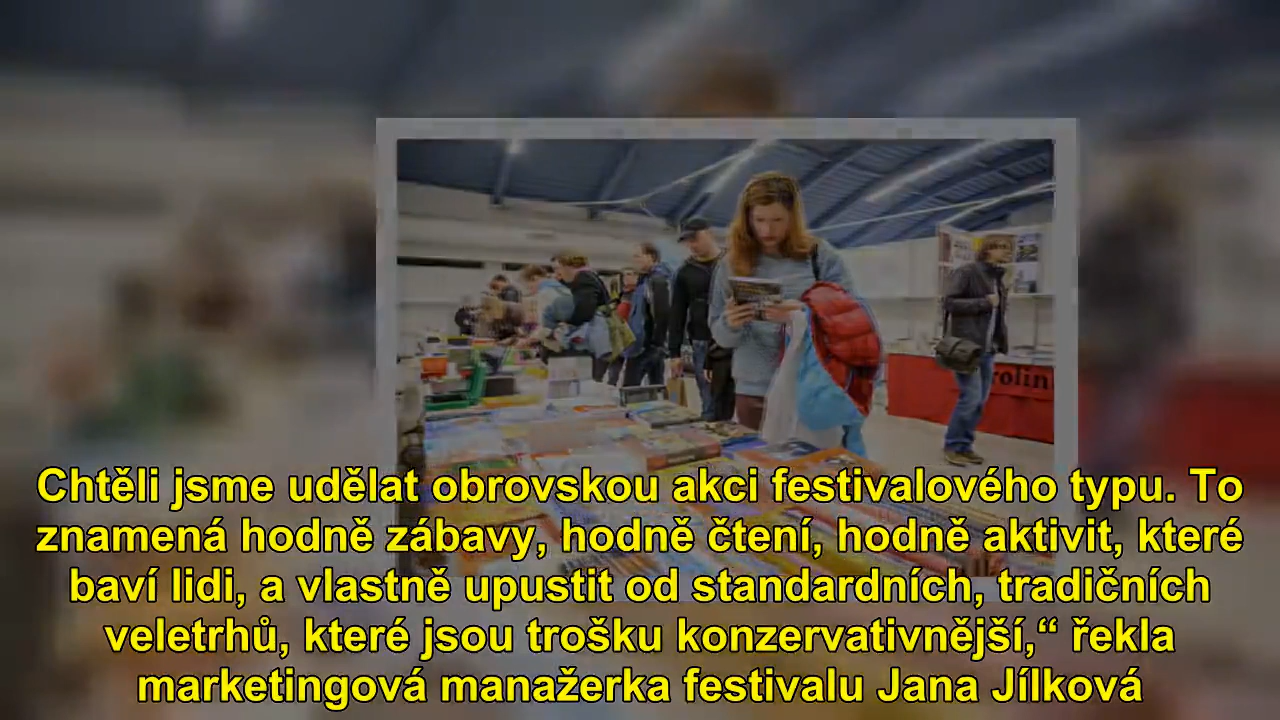 rolin
Chtěli jsme udělat obrovskou akci festivalového typu. To
znamená hodně zábavy, hodně čtení, hodně aktivit, které
baví lidi, a vlastně upustit od standardních, tradičních
veletrhů, které jsou trošku konzervativnější,“ řekla
marketingová manažerka festivalu Jana Jílková